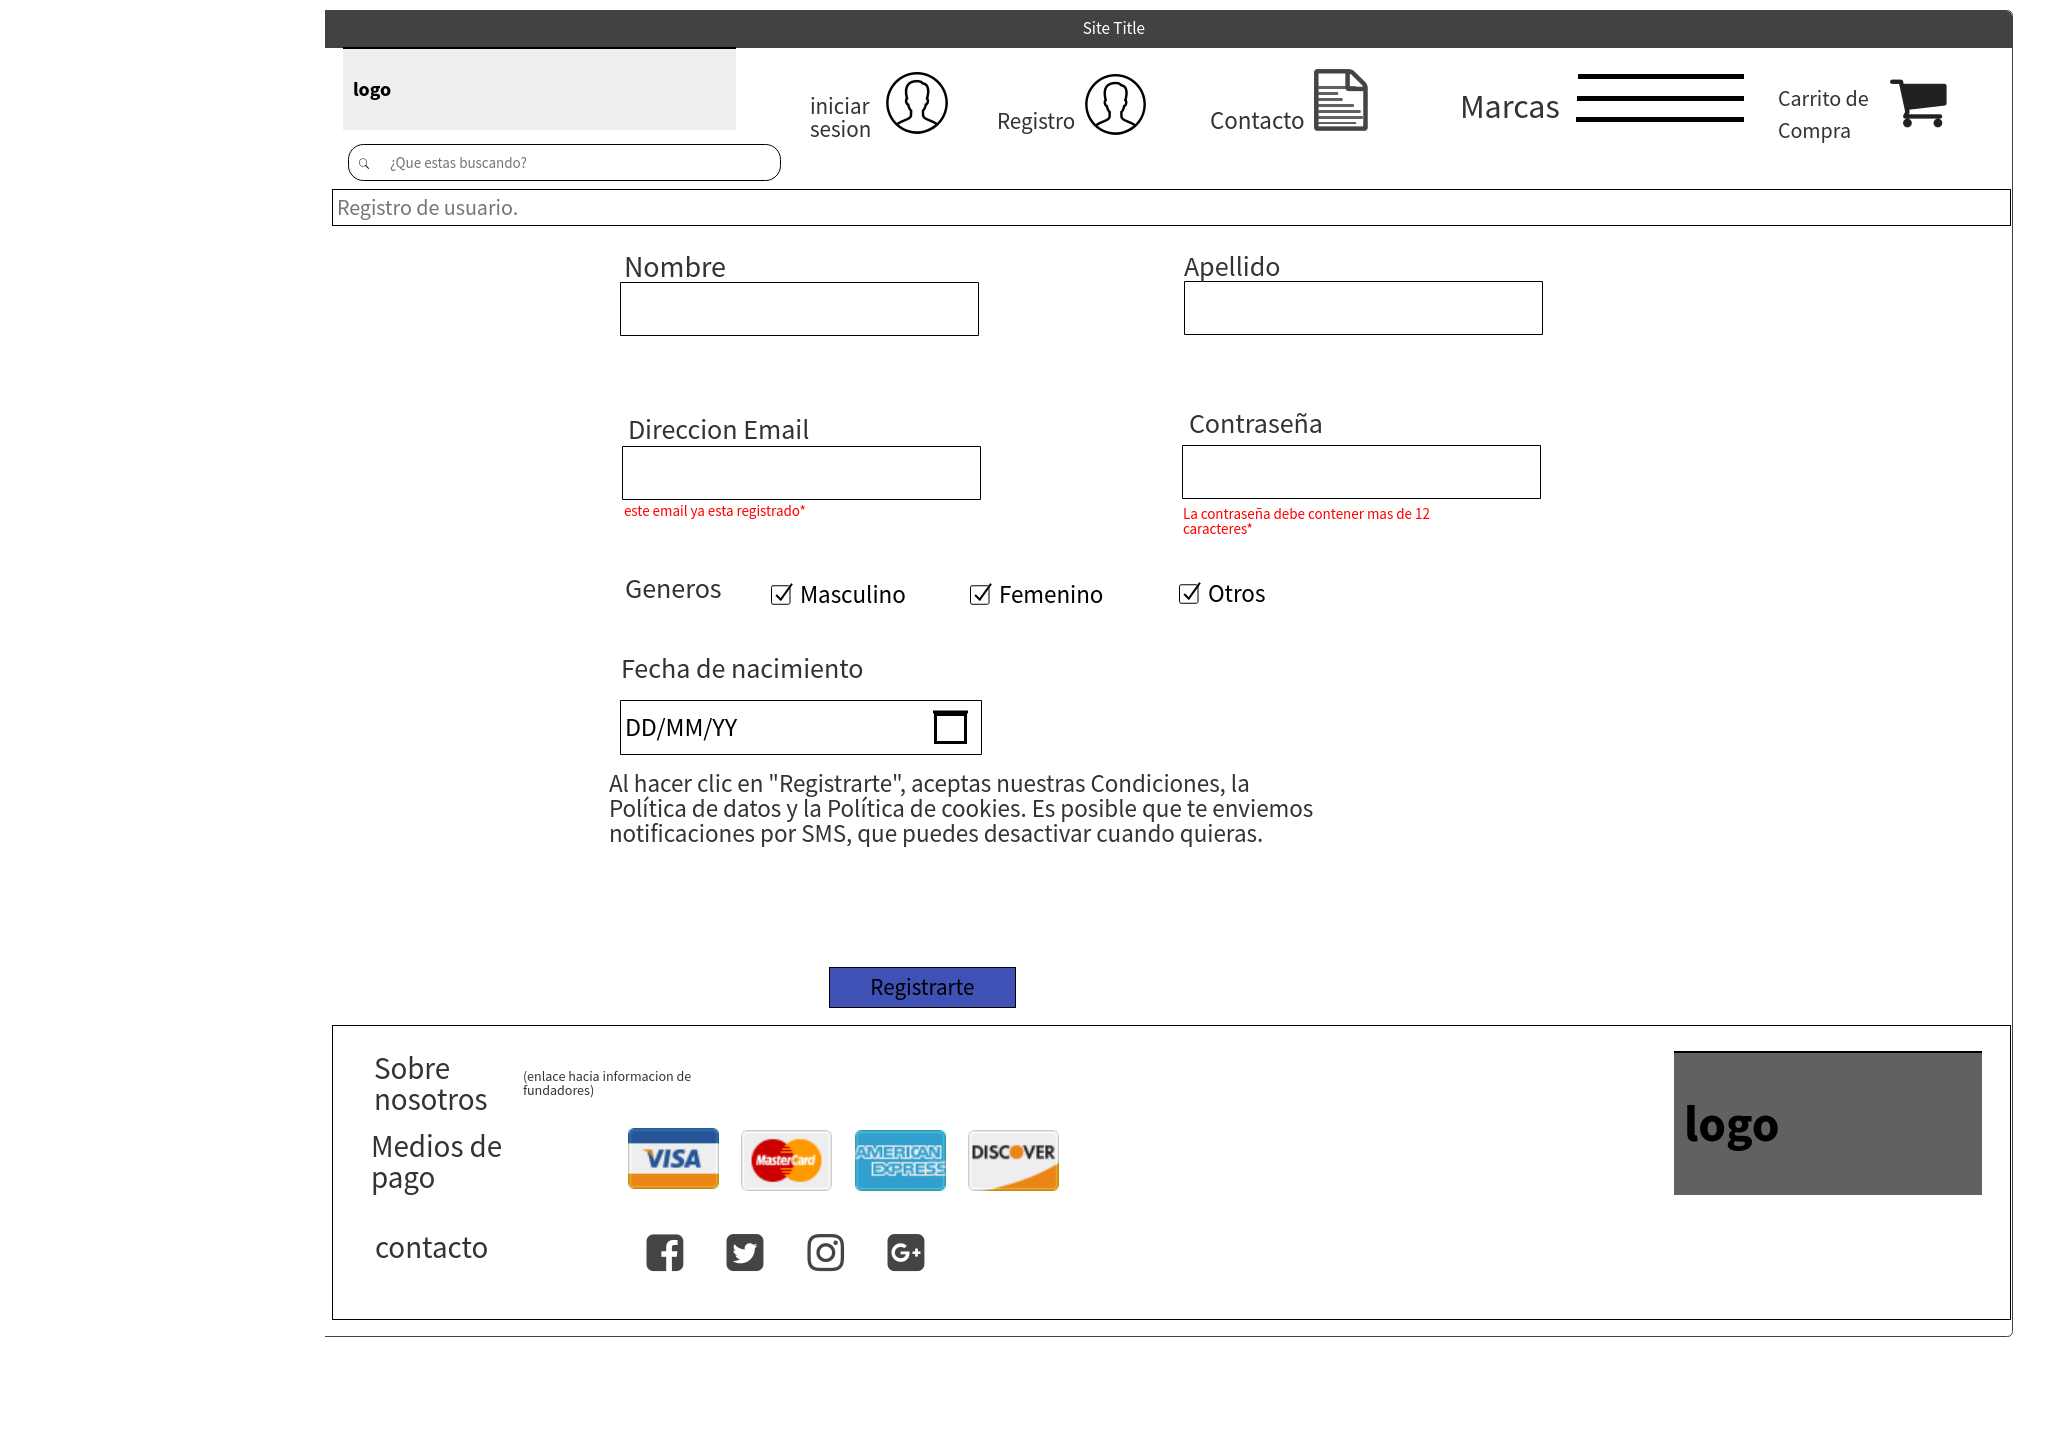 Site Title
logo
iniciar
sesion
Registro
Contacto
Marcas
Carrito de
Compra
¿Que estas buscando?
Registro de usuario.
Nombre
Apellido
Direccion Email
Contraseña
este email ya esta registrado*
La contraseña debe contener mas de 12
caracteres*
Generos
Masculino
Femenino
Otros
Fecha de nacimiento
DD/MM/YY
Al hacer clic en "Registrarte", aceptas nuestras Condiciones, la
Política de datos y la Política de cookies. Es posible que te enviemos
notificaciones por SMS, que puedes desactivar cuando quieras.
Registrarte
Sobre
nosotros
(enlace hacia informacion de
fundadores)
Medios de
pago
VISA
MasterCard
AMERICAN
EXPRESS
DISCOVER
logo
contacto
G+